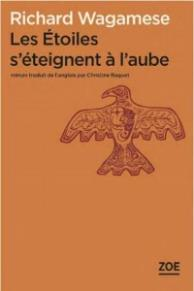 Richard Wagamese
Les Étoiles
s'éteignent à l'aube
roman traduit de l'anglais par Christine Raguet
ZOE